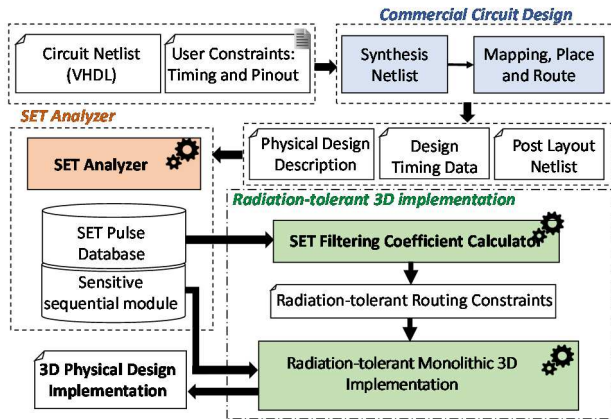 Commercial Circuit Design
Circuit Netlist
(VHDL)
User Constraints:
Timing and Pinout
Synthesis
Netlist
Mapping, Place
and Route
SET Analyzer
SET Analyzer
Physical Design
Description
Design
Timing Data
Post Layout
Netlist
Radiation-tolerant 3D implementation
SET Pulse
Database
Sensitive
sequential module
SET Filtering Coefficient Calculator
Radiation-tolerant Routing Constraints
3D Physical Design
Implementation
Radiation-tolerant Monolithic 3D
Implementation